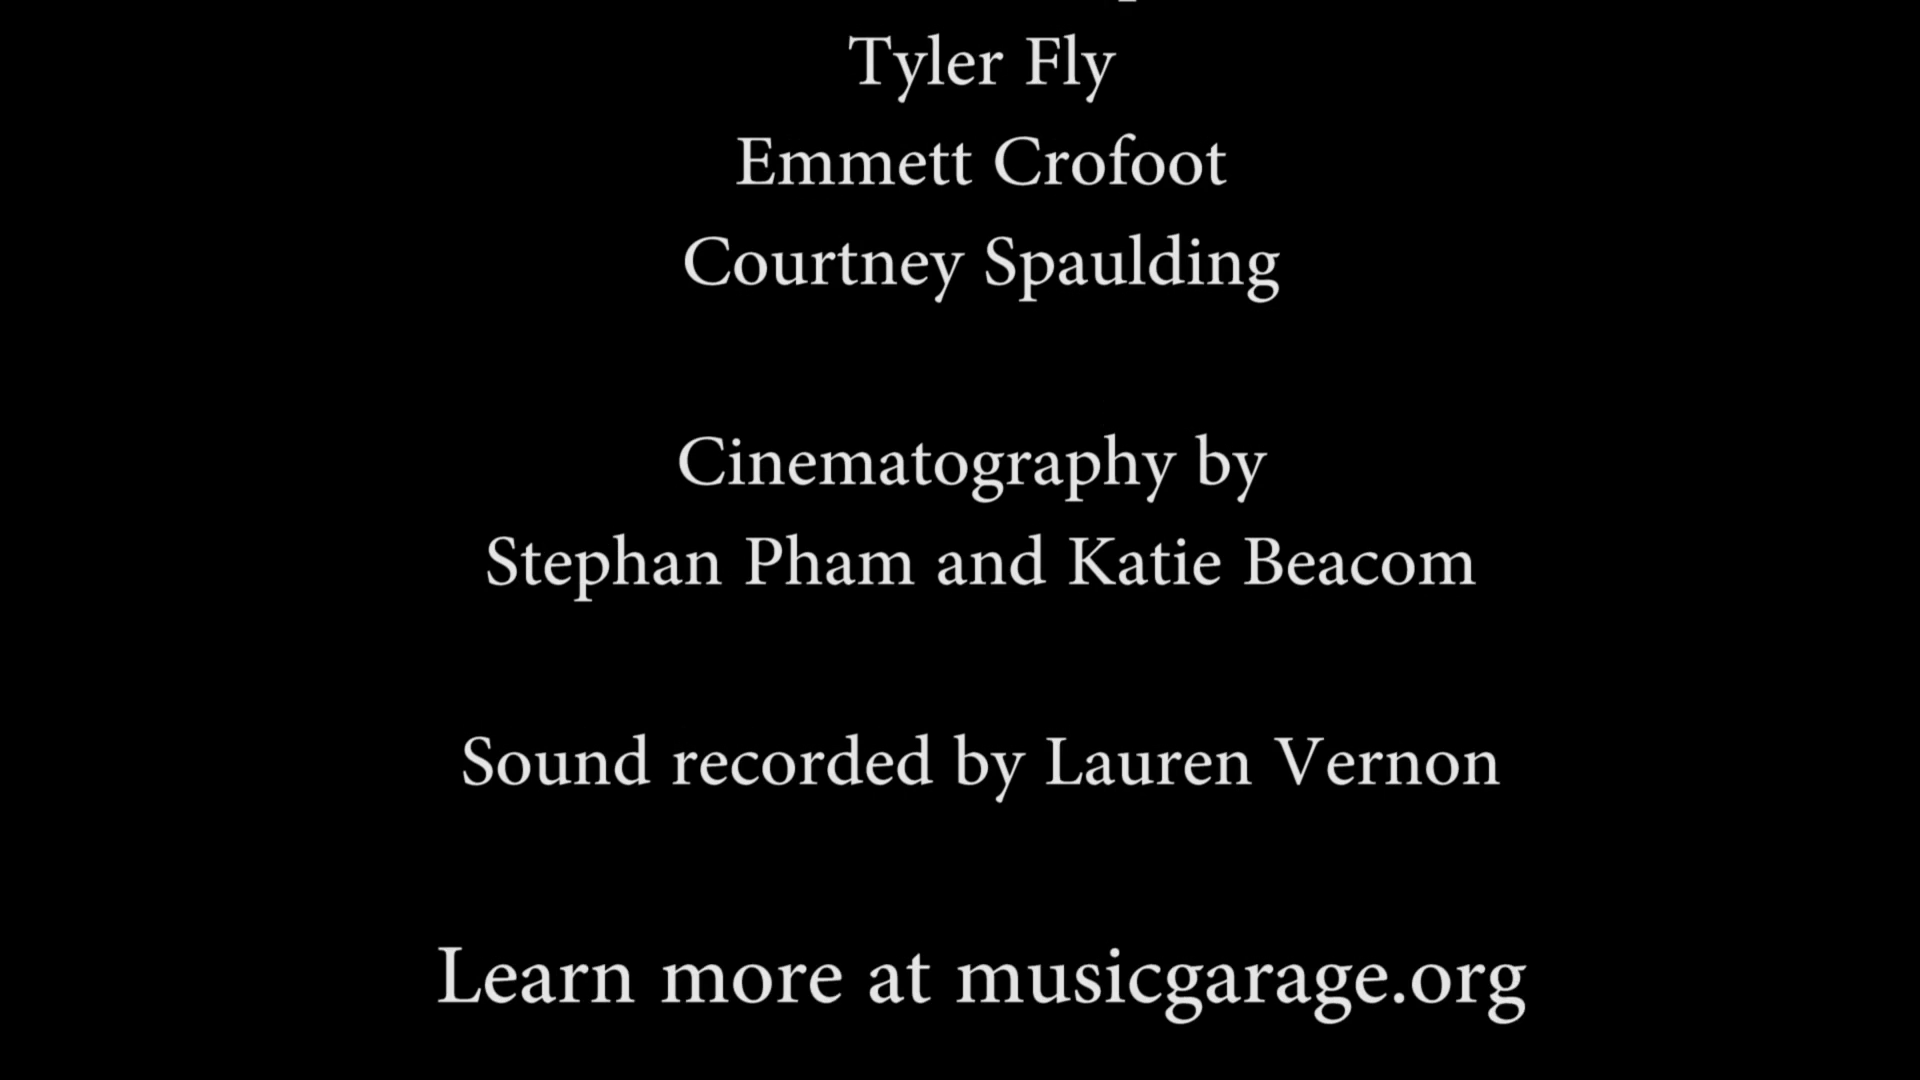 Tyler Fly
Emmett Crofoot
Courtney Spaulding
Cinematography by
Stephan Pham and Katie Beacom
Sound recorded by Lauren Vernon
Learn more at musicgarage.org